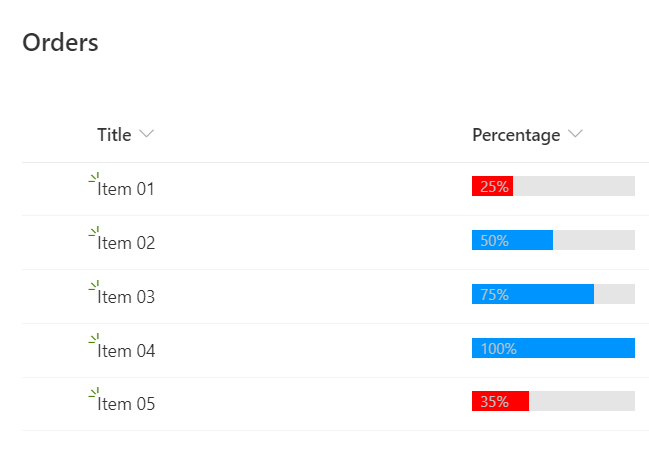 Orders
Title Percentage
Item 01 25%
Item 02 50%
Item 03 75%
Item 04 100%
Item 05 35%